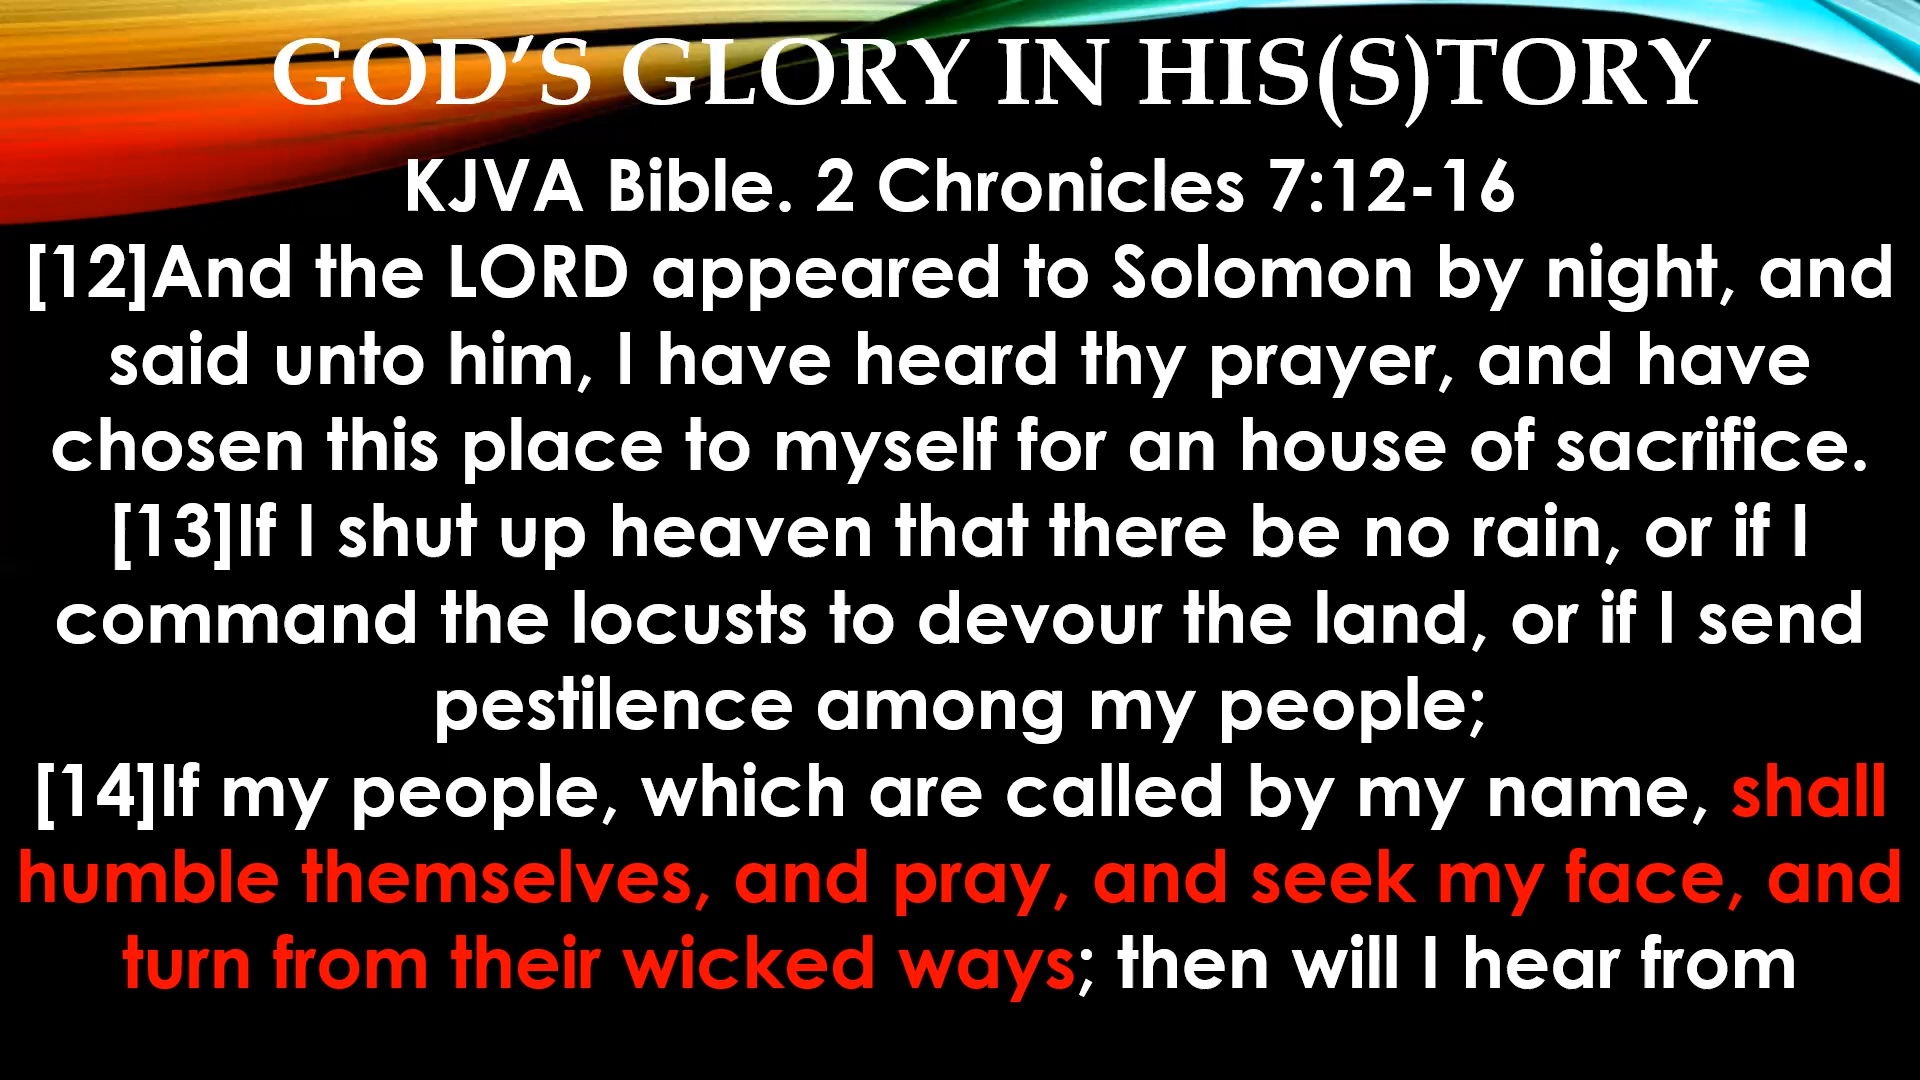 GOD’S GLORY IN HIS(S)TORY
KJVA Bible. 2 Chronicles 7:12-16
[12]And the LORD appeared to Solomon by night, and
said unto him, I have heard thy prayer, and have
chosen this place to myself for an house of sacrifice.
[13]If I shut up heaven that there be no rain, or if I
command the locusts to devour the land, or if I send
pestilence among my people;
[14]If my people, which are called by my name, shall
humble themselves, and pray, and seek my face, and
turn from their wicked ways; then will I hear from